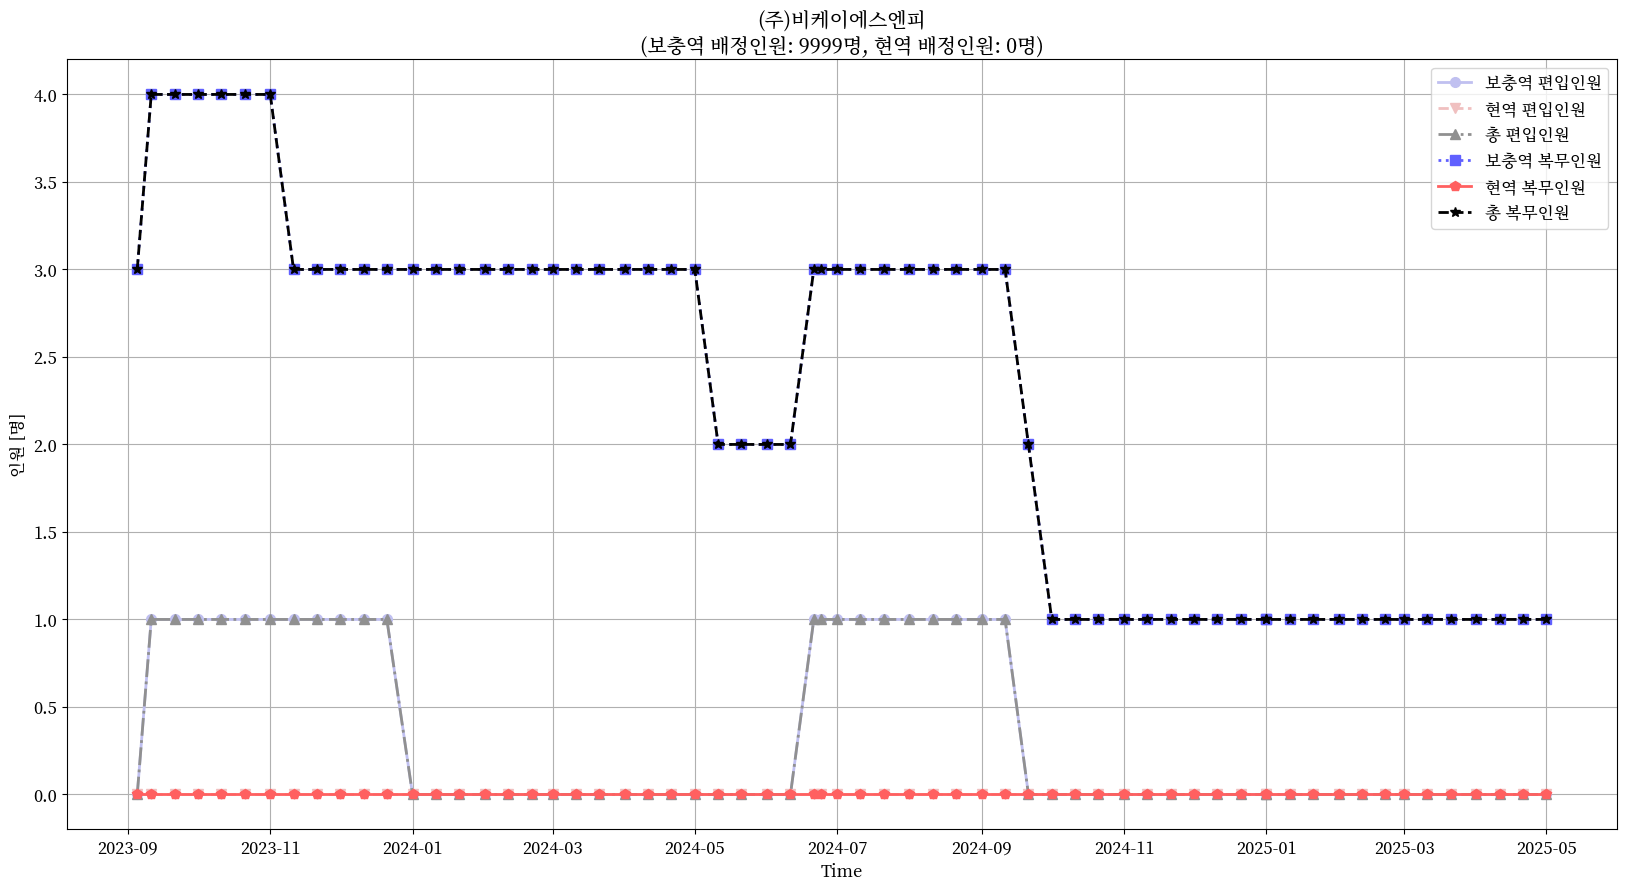 (주)비케이에스엔피
(보충역 배정인원: 9999명, 현역 배정인원: 0명)
보충역 편입인원
현역 편입인원
총 편입인원
보충역 복무인원
현역 복무인원
총 복무인원
4.0
3.5
3.0
2.5
2.0
1.5
1.0
0.5
0.0
인원 [명]
2023-09 2023-11 2024-01 2024-03 2024-05 2024-07 2024-09 2024-11 2025-01 2025-03 2025-05
Time